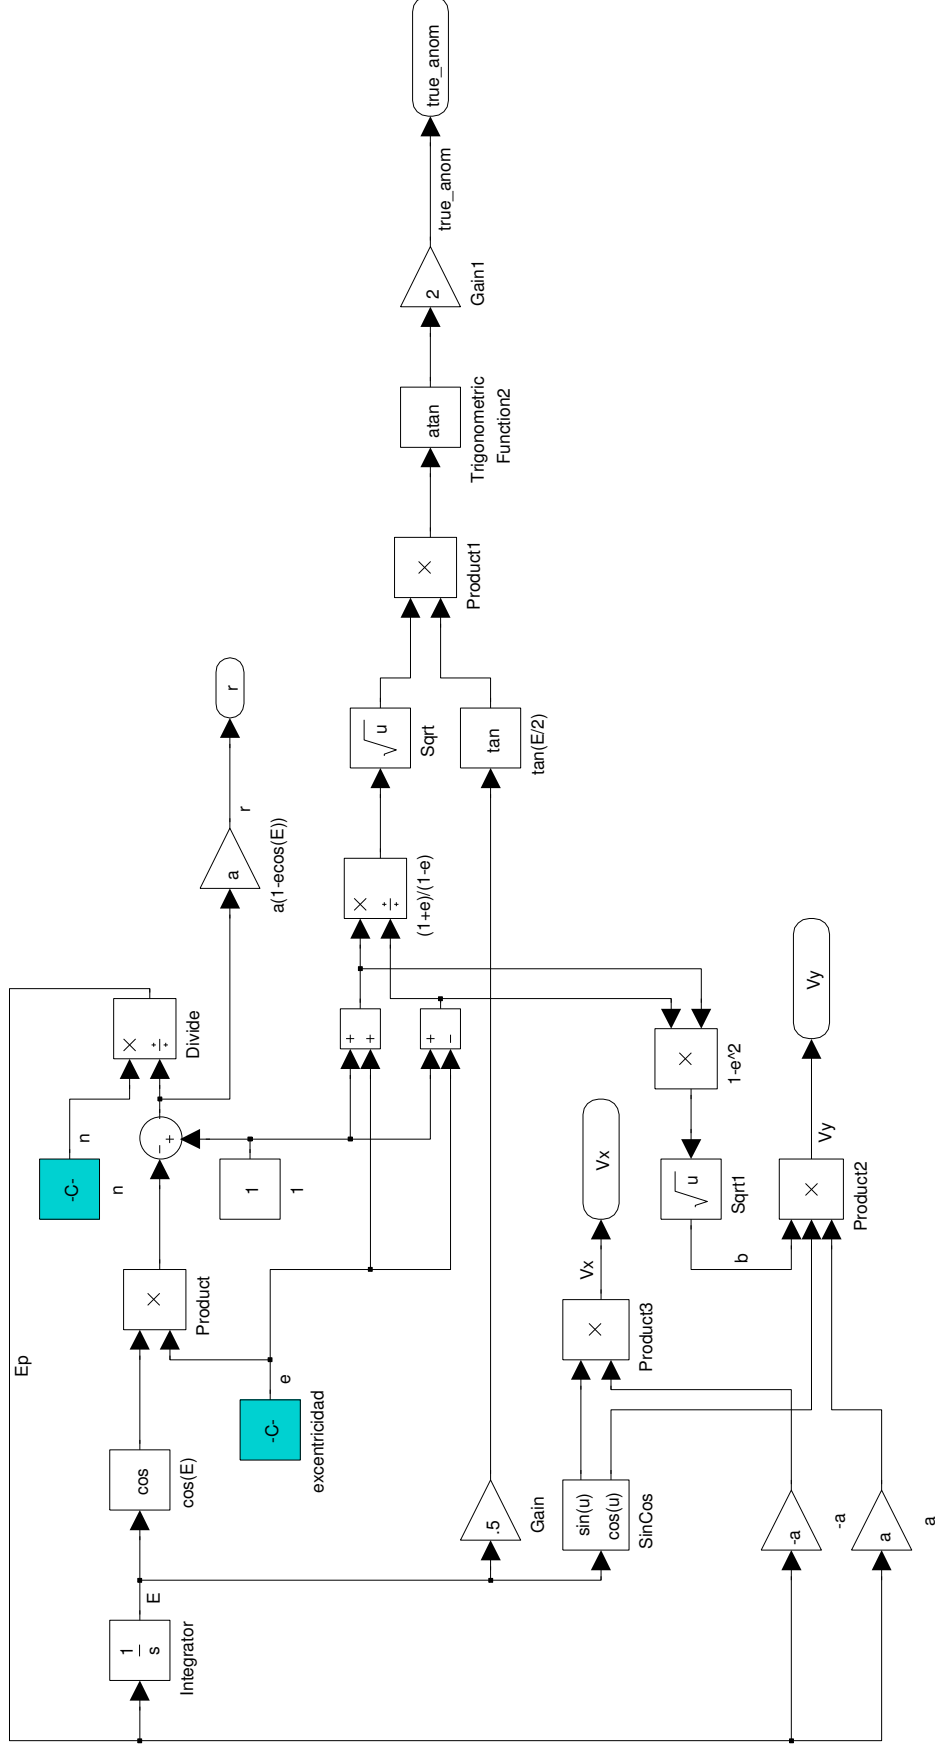 Ep
-C-
n
n
1
s
E
Integrator
cos
cos(E)
×
Product
−
+
×
÷
Divide
-C-
e
excentricidad
1
1
a
a(1-ecos(E))
r
r
+
+
+
−
×
÷
(1+e)/(1-e)
√u
Sqrt
.5
Gain
tan
tan(E/2)
×
Product1
atan
Trigonometric
Function2
2
Gain1
true_anom
true_anom
sin(u)
cos(u)
SinCos
×
Product3
Vx
Vx
×
1-e^2
√u
Sqrt1
b
-a
-a
a
a
×
Product2
Vy
Vy